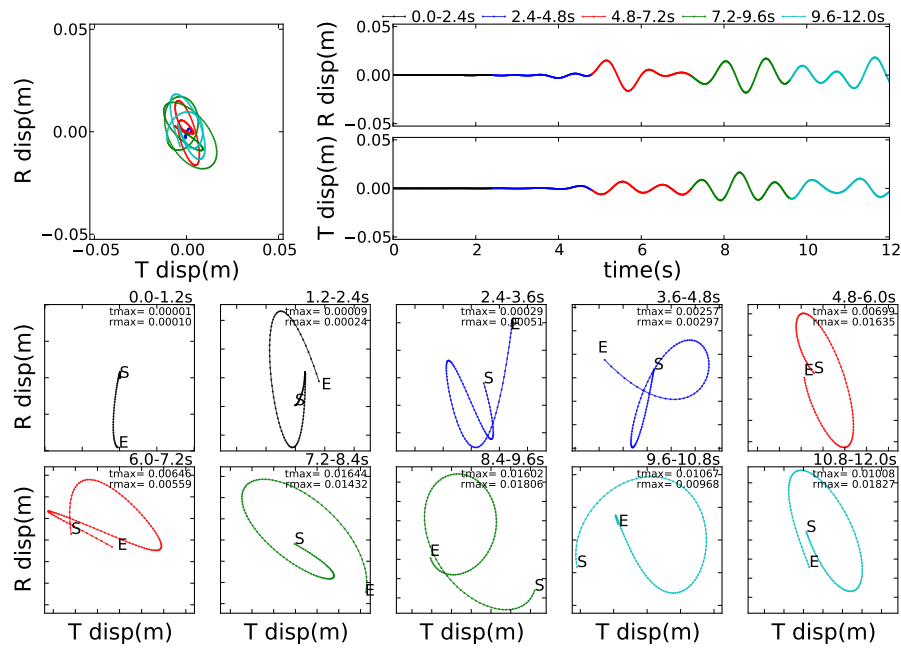 0.0-2.4s 2.4-4.8s 4.8-7.2s 7.2-9.6s 9.6-12.0s
0.05
0.00
−0.05
R disp(m)
−0.05 0.00 0.05
T disp(m)
0.05
0.00
−0.05
R disp(m)
0.05
0.00
−0.05
T disp(m)
0 2 4 6 8 10 12
time(s)
0.0-1.2s
tmax= 0.00001
rmax= 0.00010
S
E
R disp(m)
1.2-2.4s
tmax= 0.00009
rmax= 0.00024
E
S
2.4-3.6s
tmax= 0.00029
rmax= 0.00051
E
S
3.6-4.8s
tmax= 0.00257
rmax= 0.00297
E
S
4.8-6.0s
tmax= 0.00699
rmax= 0.01635
E
S
6.0-7.2s
tmax= 0.00646
rmax= 0.00559
S
E
R disp(m)
T disp(m)
7.2-8.4s
tmax= 0.01644
rmax= 0.01432
S
E
T disp(m)
8.4-9.6s
tmax= 0.01602
rmax= 0.01806
E
S
T disp(m)
9.6-10.8s
tmax= 0.01067
rmax= 0.00968
E
S
T disp(m)
10.8-12.0s
tmax= 0.01008
rmax= 0.01827
S
E
T disp(m)